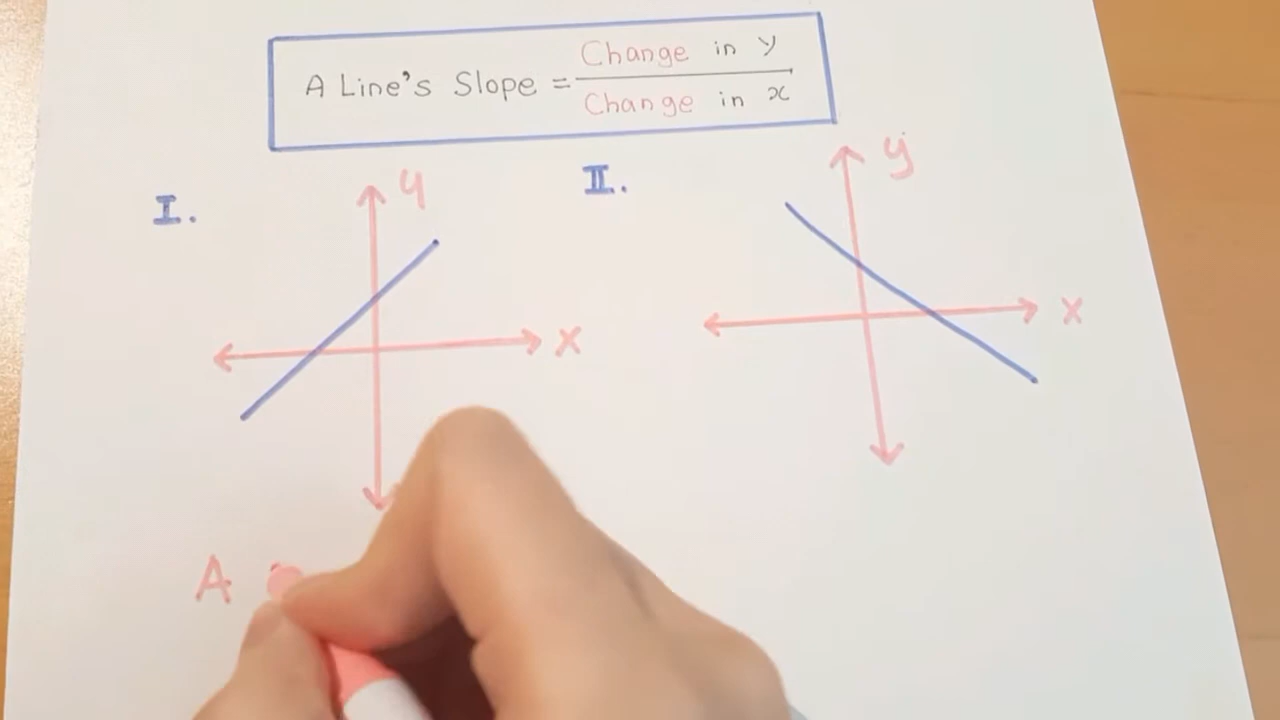 A Line's Slope = Change in y
Change in x
I.
y
x
II.
y
x
A